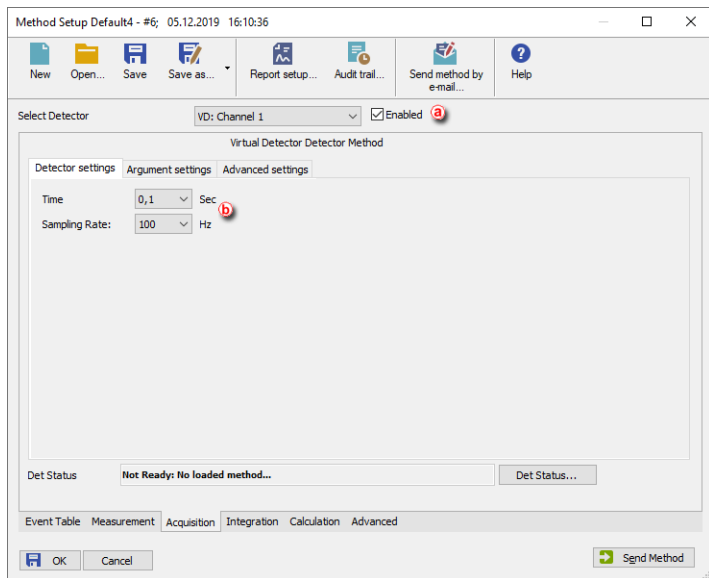 Method Setup Default4 - #6;   05.12.2019   16:10:36
New Open... Save Save as... Report setup... Audit trail... Send method by e-mail... Help
Select Detector VD: Channel 1 Enabled a
Virtual Detector Detector Method
Detector settings Argument settings Advanced settings
Time 0,1 Sec
b
Sampling Rate: 100 Hz
Det Status Not Ready: No loaded method... Det Status...
Event Table Measurement Acquisition Integration Calculation Advanced
OK Cancel Send Method